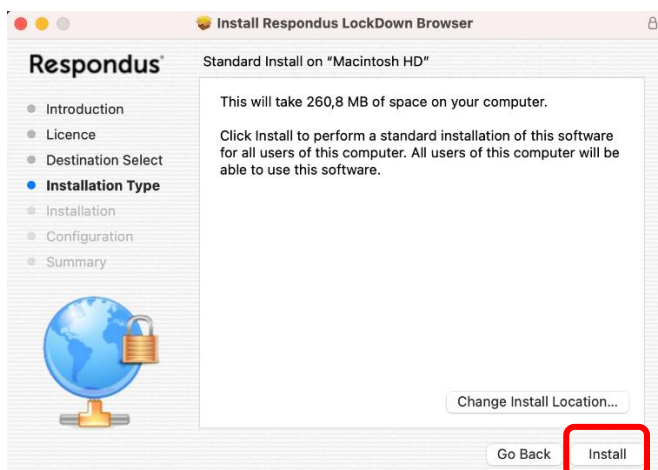 Install Respondus LockDown Browser
Respondus
Standard Install on "Macintosh HD"
Introduction
Licence
Destination Select
Installation Type
Installation
Configuration
Summary
This will take 260,8 MB of space on your computer.
Click Install to perform a standard installation of this software
for all users of this computer. All users of this computer will be
able to use this software.
Change Install Location...
Go Back
Install